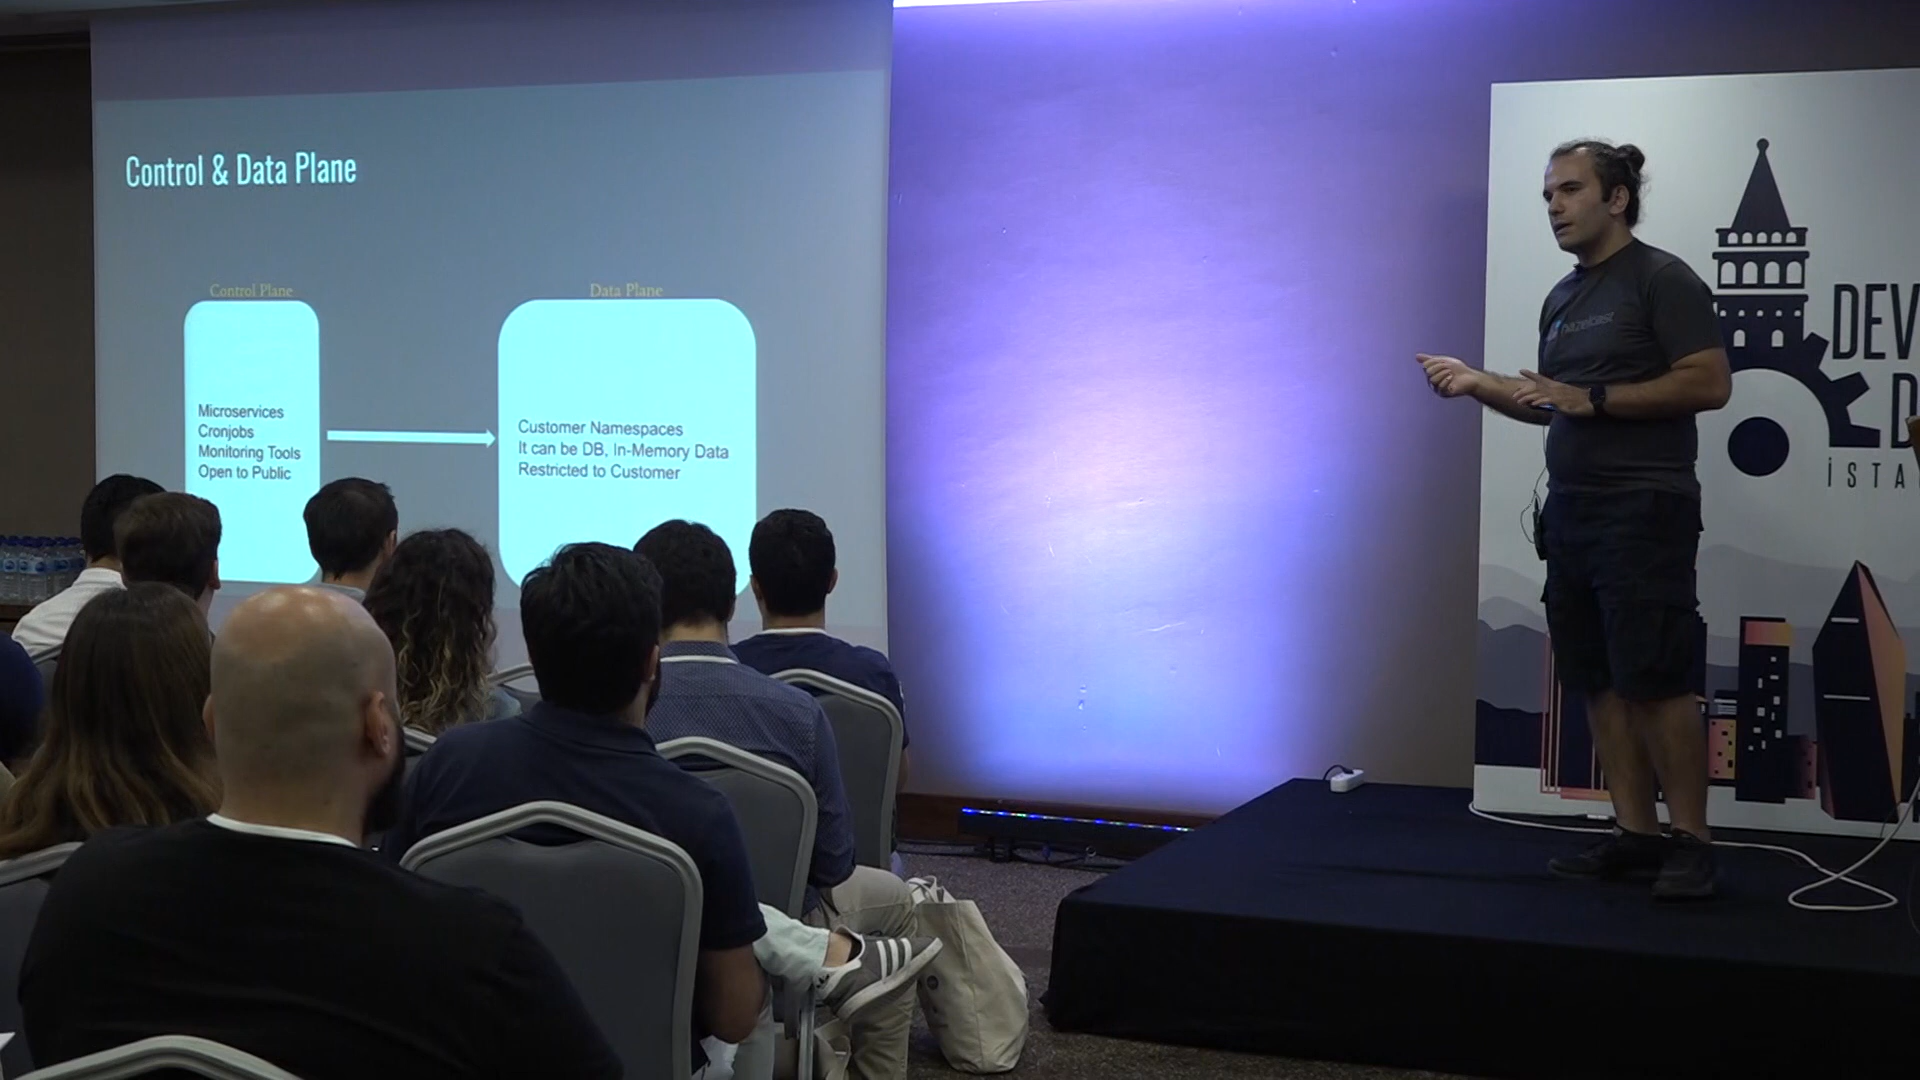 Control & Data Plane
Control Plane
Microservices
Cronjobs
Monitoring Tools
Open to Public
Data Plane
Customer Namespaces
It can be DB, In-Memory Data
Restricted to Customer
hazelcast
DEV
D
İSTA